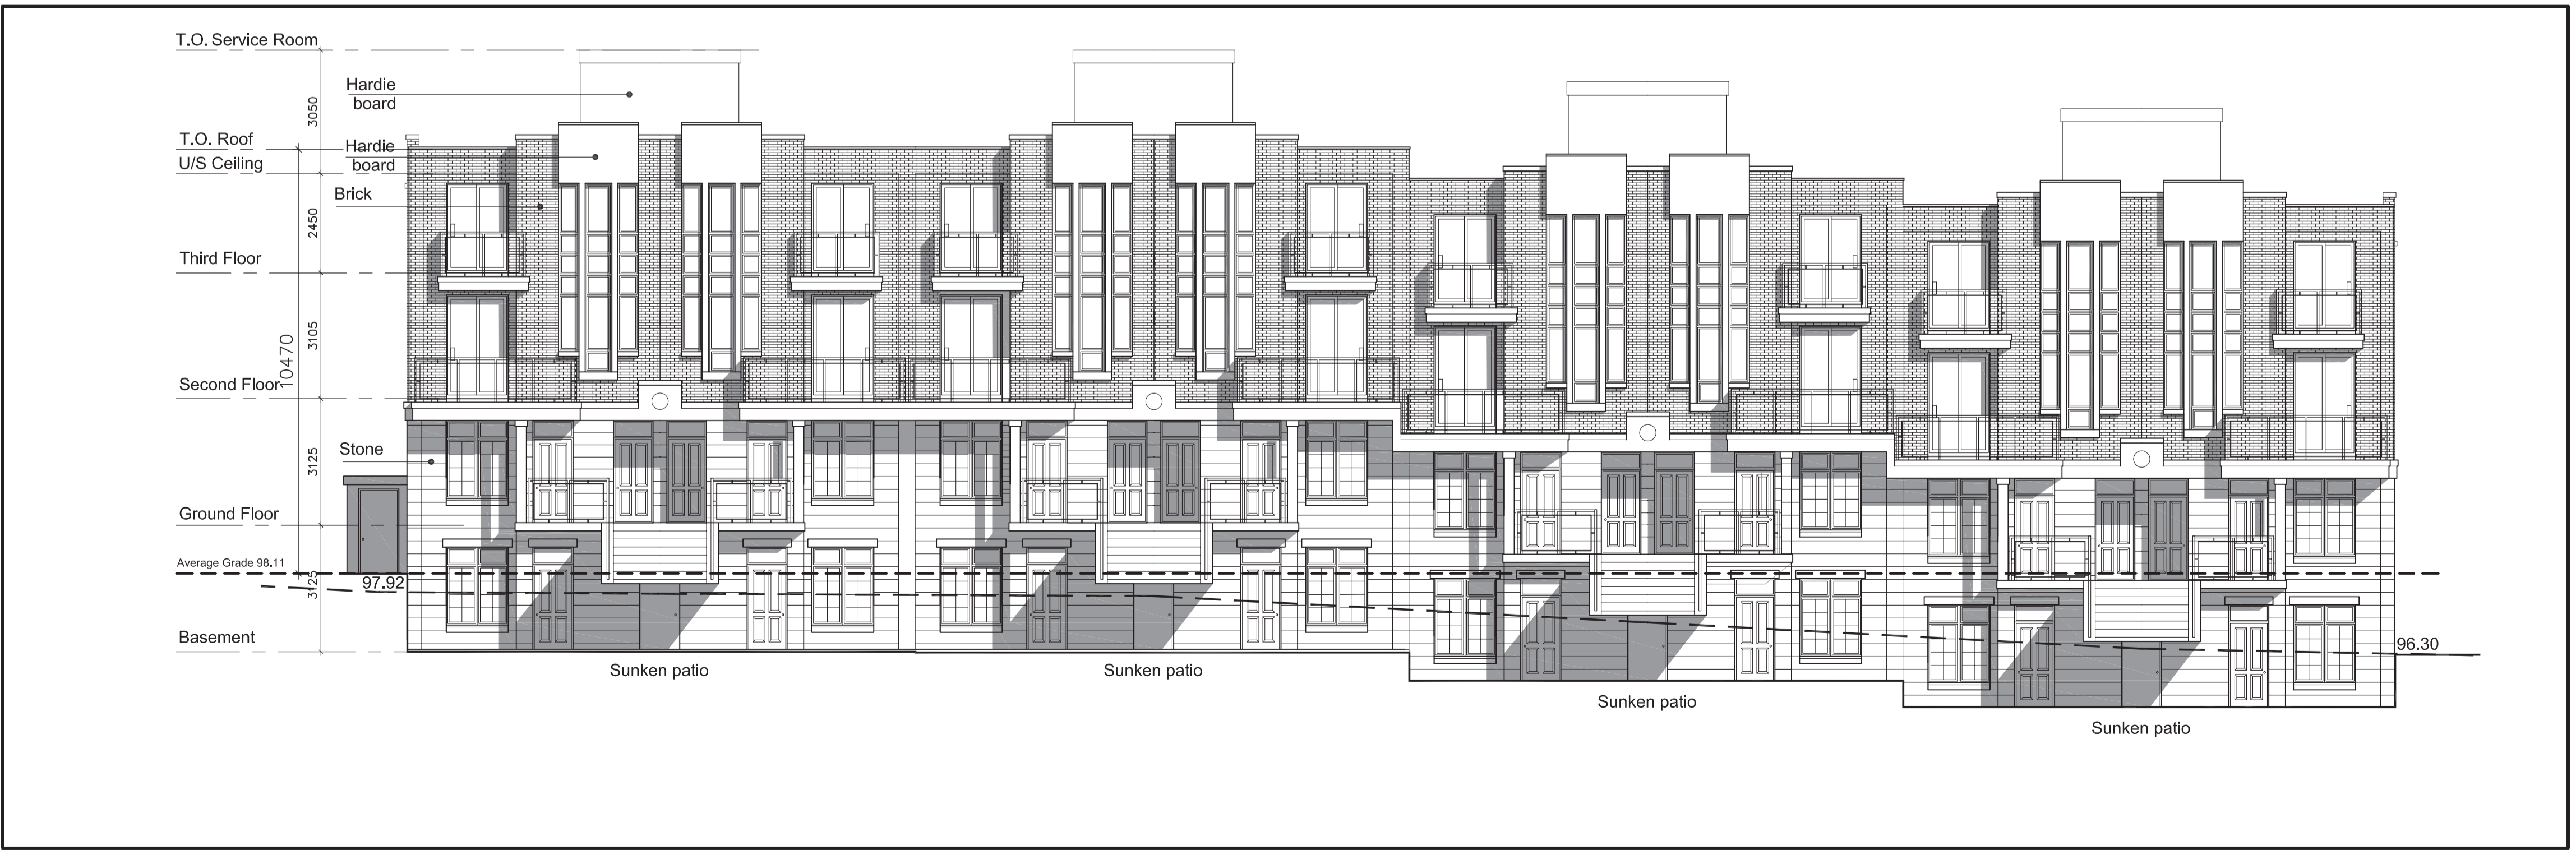 T.O. Service Room
Hardie
board
3050
T.O. Roof
Hardie
board
U/S Ceiling
Brick
2450
Third Floor
3105
10470
Second Floor
Stone
3125
Ground Floor
Average Grade 98.11
97.92
3125
Basement
96.30
Sunken patio
Sunken patio
Sunken patio
Sunken patio